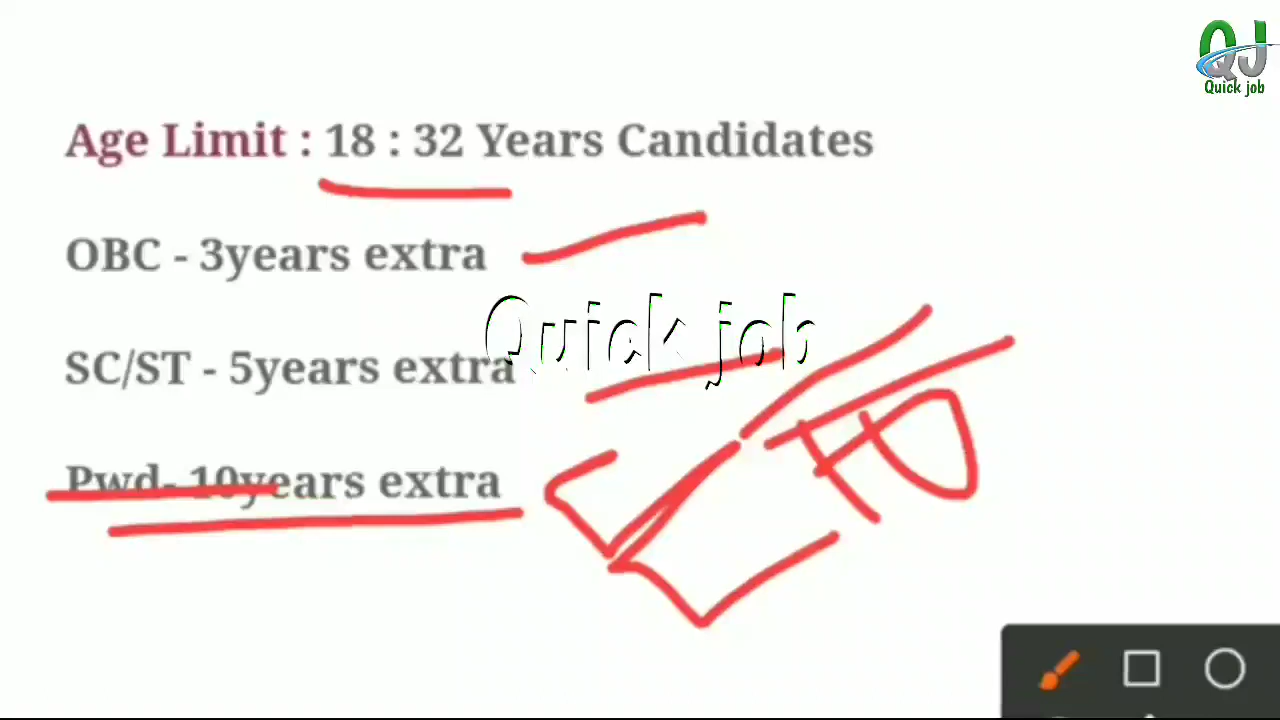 QJ
Quick job
Age Limit : 18 : 32 Years Candidates
OBC - 3years extra
Quick job
SC/ST - 5years extra
Pwd- 10years extra